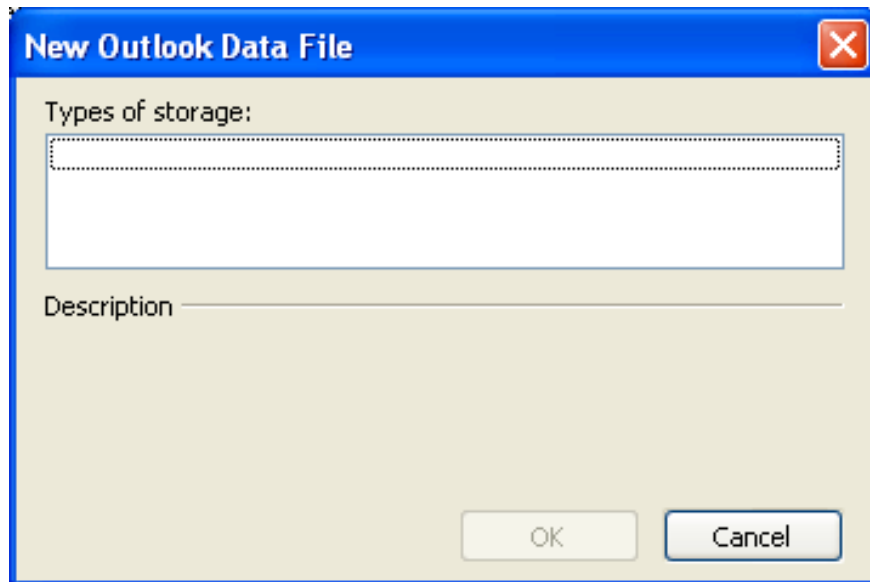 New Outlook Data File
Types of storage:
Description
OK
Cancel